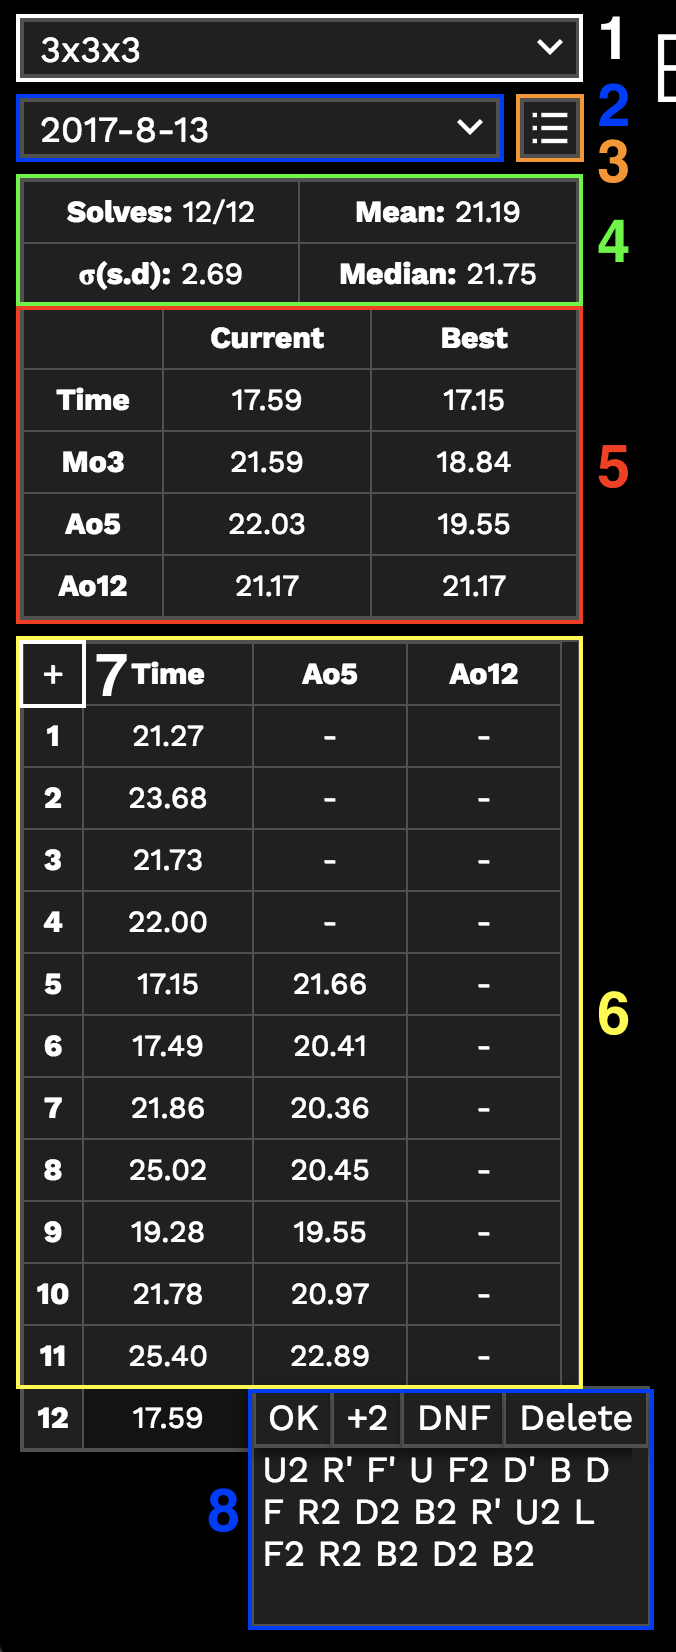 3x3x3
1
2017-8-13
2
3
Solves: 12/12 Mean: 21.19
σ(s.d): 2.69 Median: 21.75
4
Current Best
Time 17.59 17.15
Mo3 21.59 18.84
5
Ao5 22.03 19.55
Ao12 21.17 21.17
+ 7 Time Ao5 Ao12
1 21.27 - -
2 23.68 - -
3 21.73 - -
4 22.00 - -
5 17.15 21.66 -
6
6 17.49 20.41 -
7 21.86 20.36 -
8 25.02 20.45 -
9 19.28 19.55 -
10 21.78 20.97 -
11 25.40 22.89 -
12 17.59 OK +2 DNF Delete
U2 R' F' U F2 D' B D
8
F R2 D2 B2 R' U2 L
F2 R2 B2 D2 B2